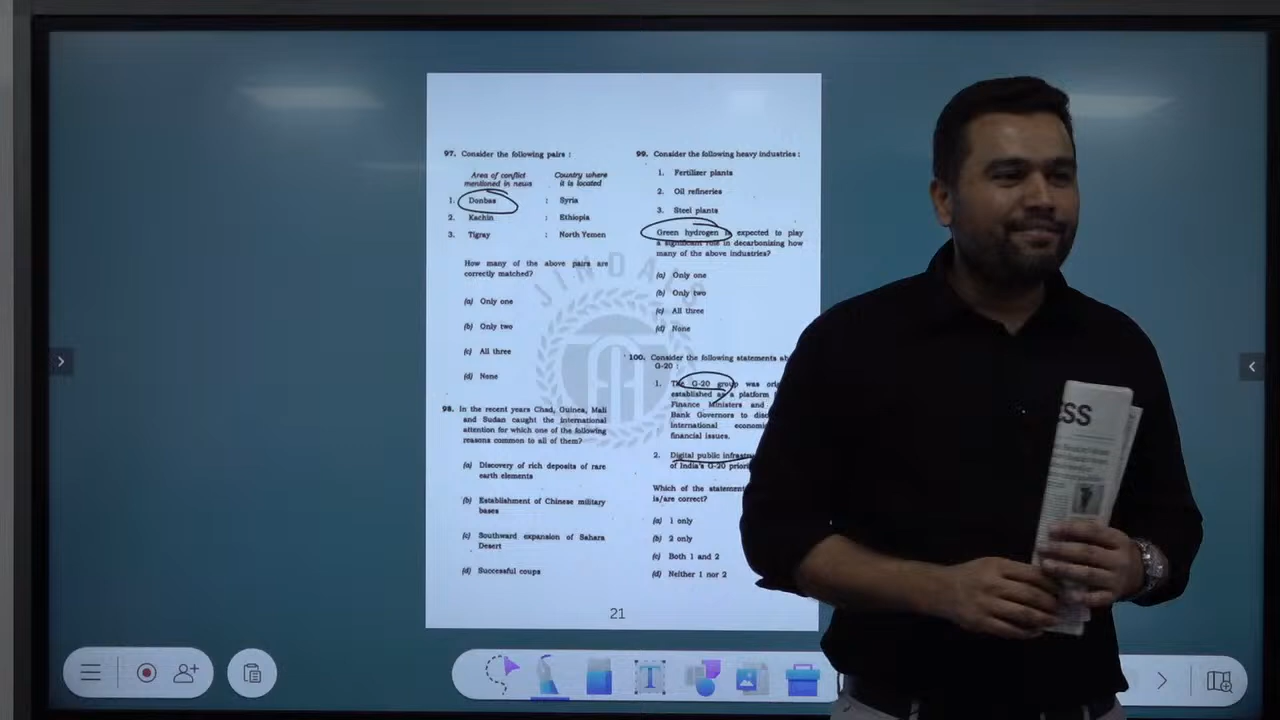 97. Consider the following pairs :
Area of conflict
mentioned in news
Country where
it is located
1. Donbas : Syria
2. Kachin : Ethiopia
3. Tigray : North Yemen
How many of the above pairs are
correctly matched?
(a) Only one
(b) Only two
(c) All three
(d) None
98. In the recent years Chad, Guinea, Mali
and Sudan caught the international
attention for which one of the following
reasons common to all of them?
(a) Discovery of rich deposits of rare
earth elements
(b) Establishment of Chinese military
bases
(c) Southward expansion of Sahara
Desert
(d) Successful coups
99. Consider the following heavy industries :
1. Fertilizer plants
2. Oil refineries
3. Steel plants
Green hydrogen is expected to play
a significant role in decarbonizing how
many of the above industries?
(a) Only one
(b) Only two
(c) All three
(d) None
100. Consider the following statements
G-20 :
1. The G-20 group was
established as a platform
Finance Ministers and
Bank Governors to
international
financial issues.
2. Digital public
of India's G-20
Which of the
is/are correct?
(a) 1 only
(b) 2 only
(c) Both 1 and 2
(d) Neither 1 nor 2
21
JINDA
T
SS